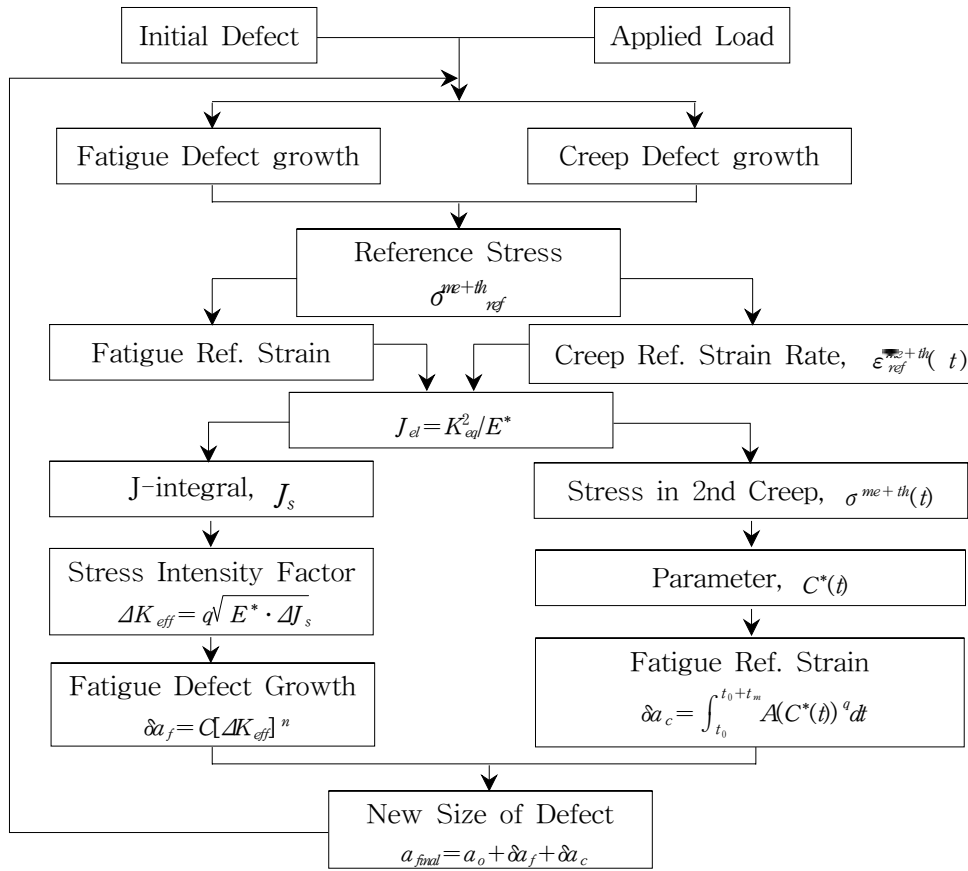 Initial Defect
Applied Load
Fatigue Defect growth
Creep Defect growth
Reference Stress
σ^{me+th}_{ref}
Fatigue Ref. Strain
Creep Ref. Strain Rate, ε^{me+th}_{ref}(t)
J_{el}=K^2_{eq}/E*
J-integral, J_s
Stress in 2nd Creep, σ^{me+th}(t)
Stress Intensity Factor
ΔK_{eff}=q√E*·ΔJ_s
Parameter, C*(t)
Fatigue Defect Growth
δa_f=C[ΔK_{eff}]^n
Fatigue Ref. Strain
δa_c=∫_{t_0}^{t_0+t_m}A(C*(t))^q dt
New Size of Defect
a_{final}=a_o+δa_f+δa_c